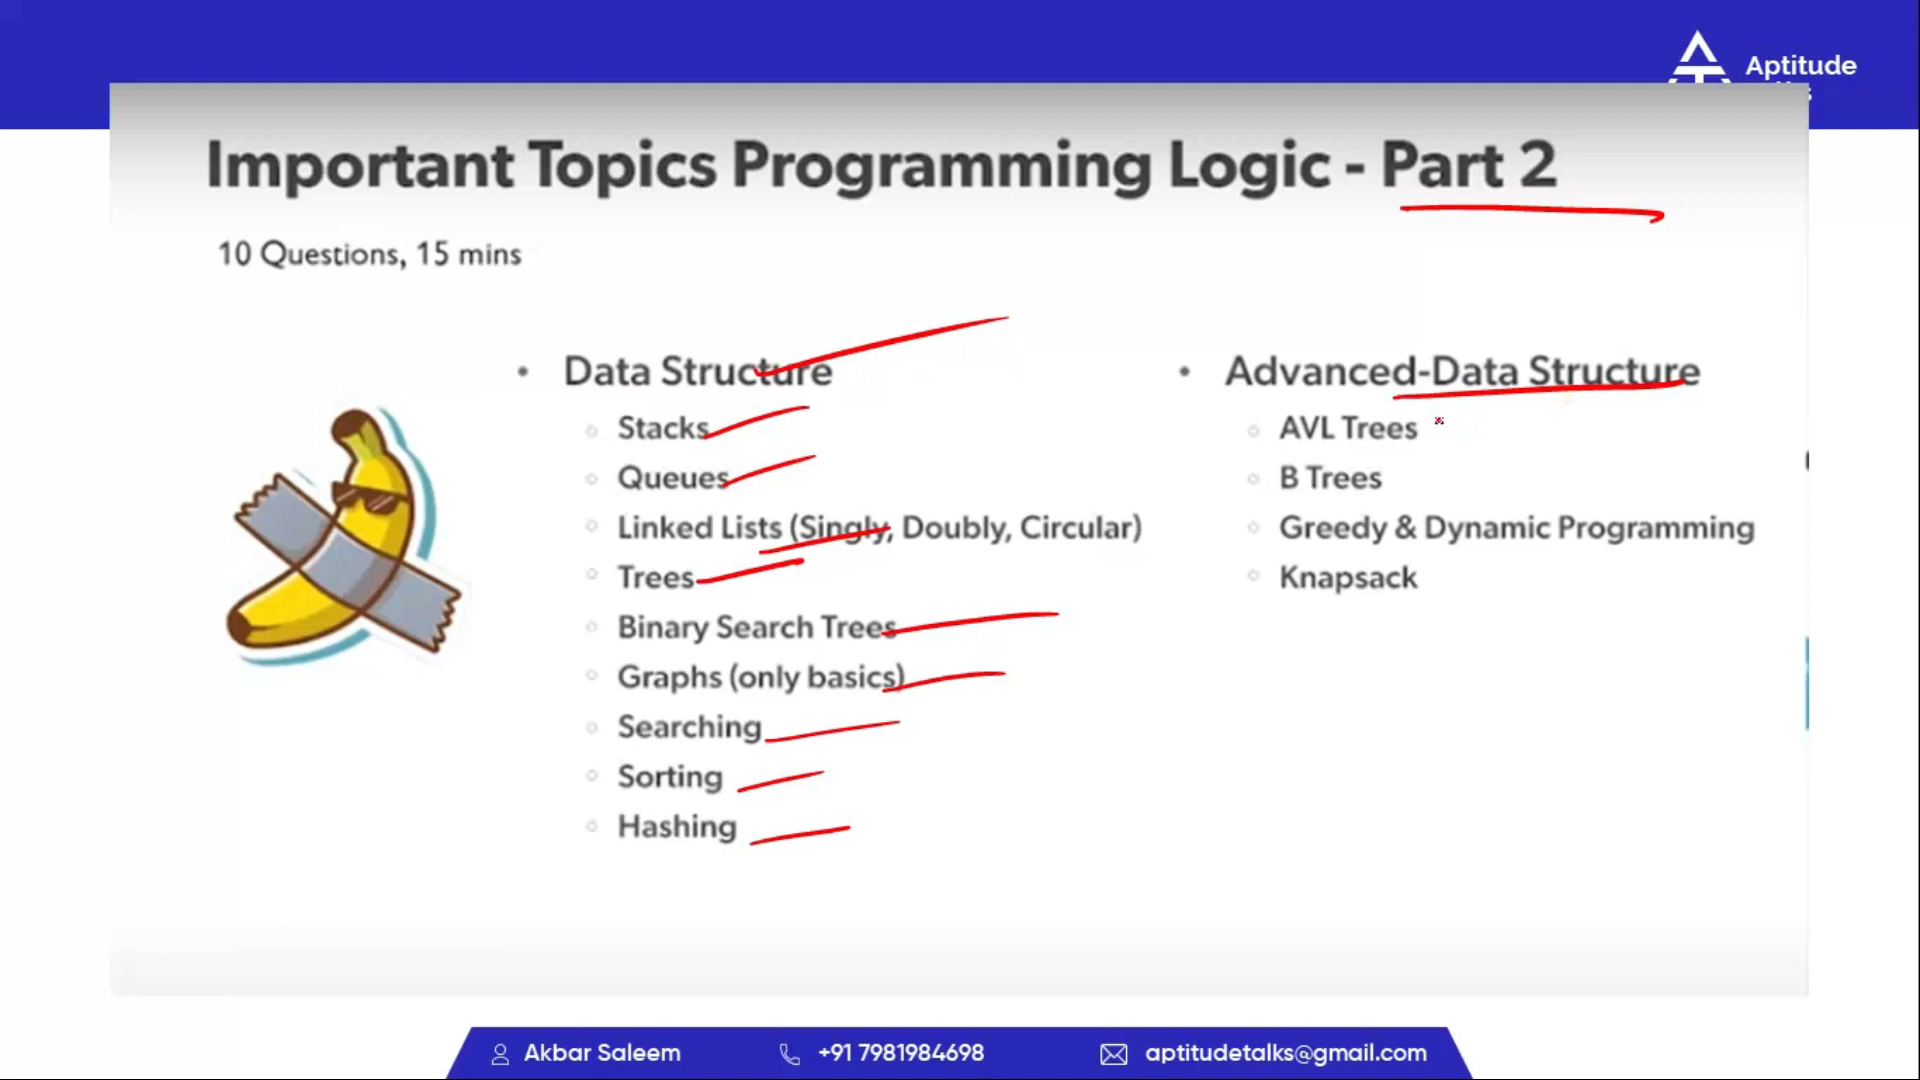 Aptitude
Important Topics Programming Logic - Part 2
10 Questions, 15 mins
• Data Structure
Stacks
Queues
Linked Lists (Singly, Doubly, Circular)
Trees
Binary Search Trees
Graphs (only basics)
Searching
Sorting
Hashing
• Advanced-Data Structure
AVL Trees
B Trees
Greedy & Dynamic Programming
Knapsack
Akbar Saleem
+91 7981984698
aptitudetalks@gmail.com